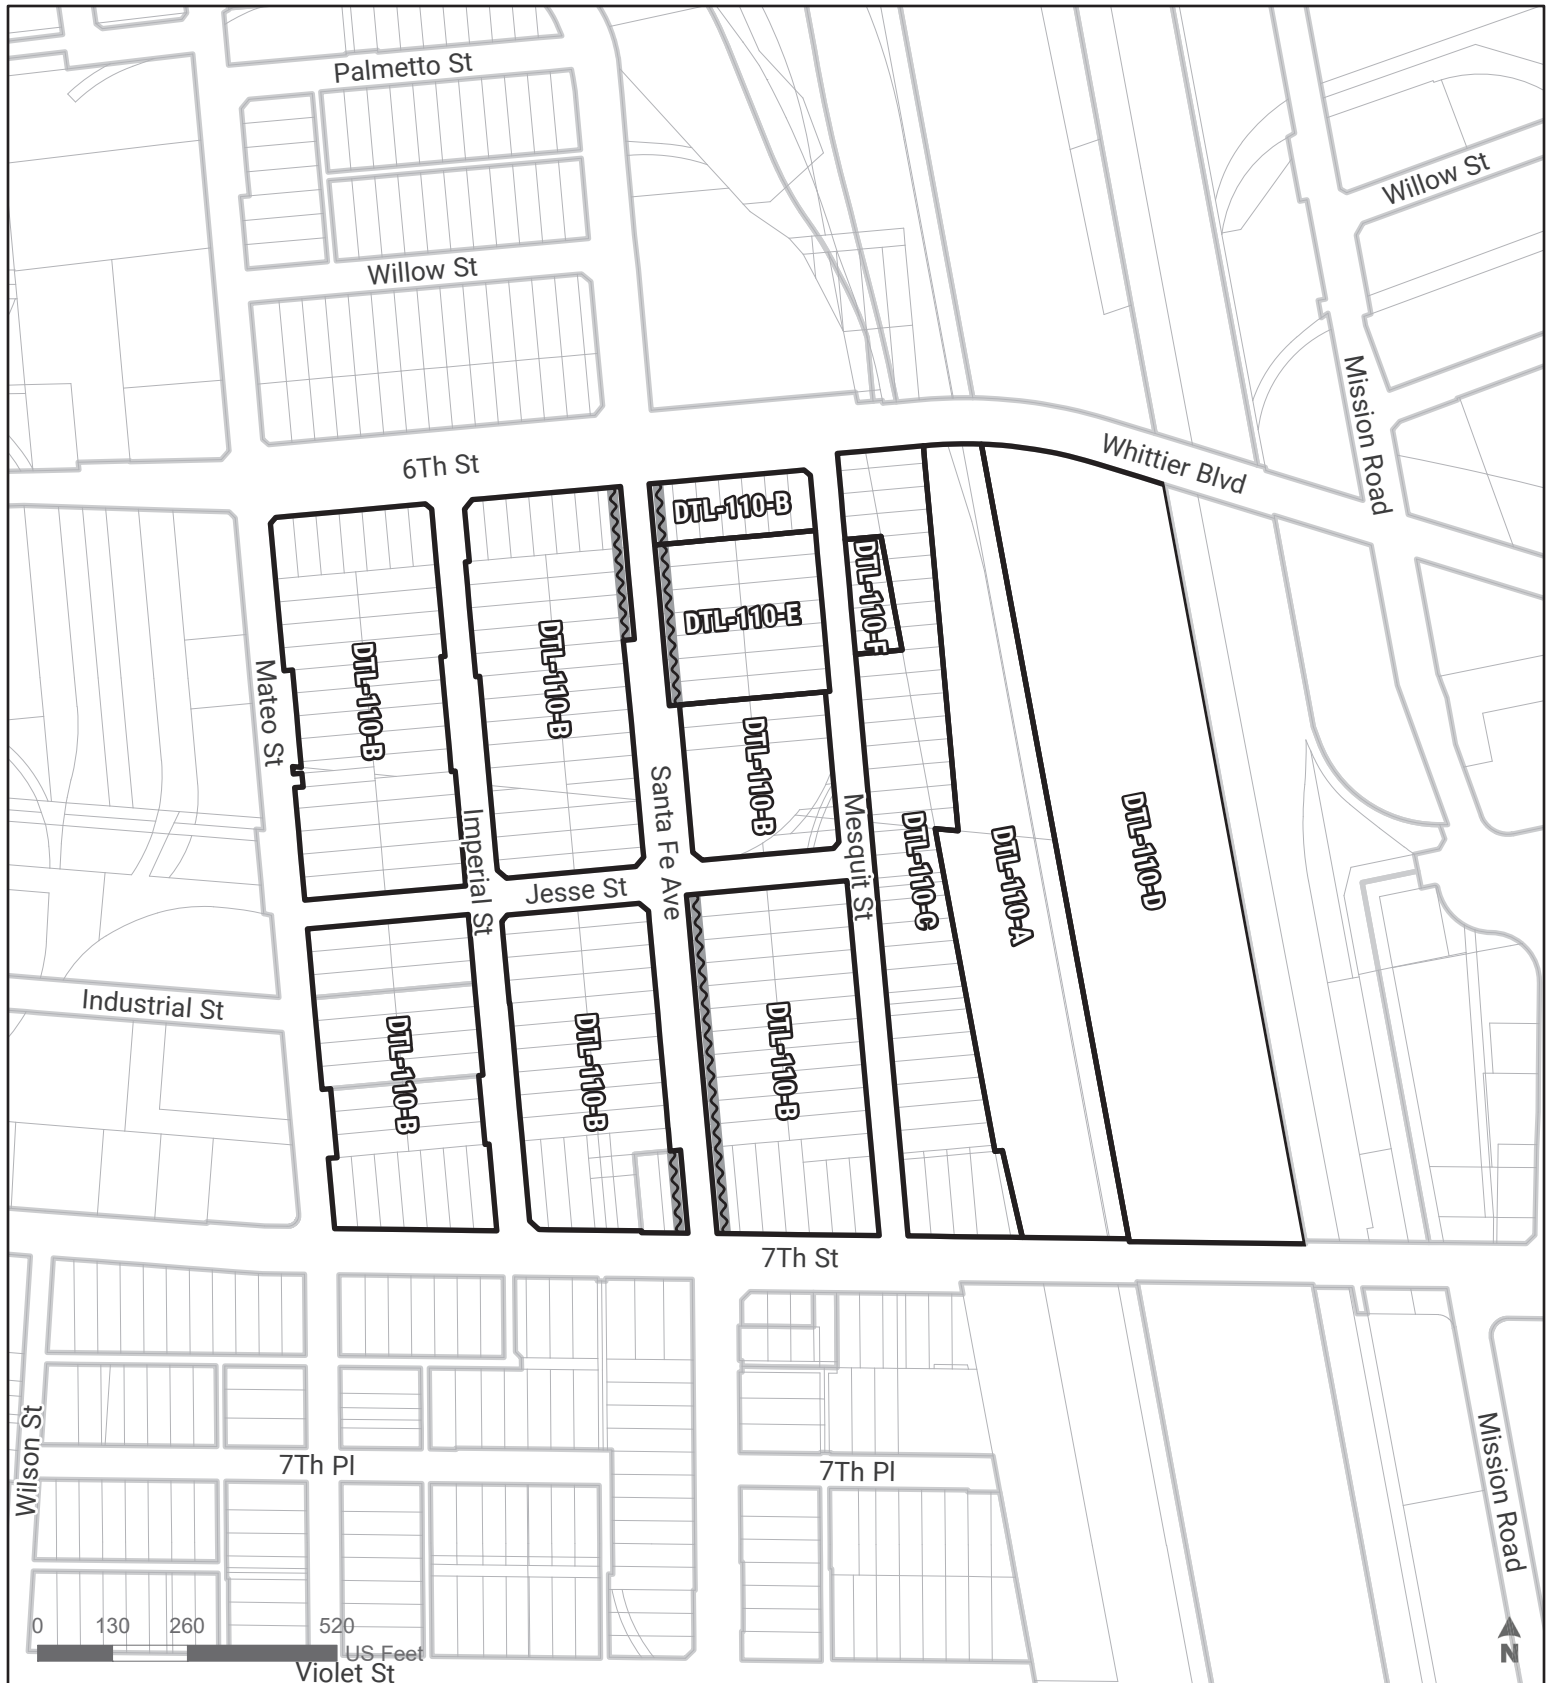 Palmetto St
Willow St
Willow St
Mission Road
Whittier Blvd
6Th St
DTL-110-B
DTL-110-E
DTL-110-F
DTL-110-B
DTL-110-B
DTL-110-B
Mateo St
Imperial St
Santa Fe Ave
Mesquit St
DTL-110-C
DTL-110-A
DTL-110-D
Jesse St
Industrial St
DTL-110-B
DTL-110-B
DTL-110-B
7Th St
Wilson St
7Th Pl
7Th Pl
Mission Road
0 130 260 520
US Feet
Violet St
N